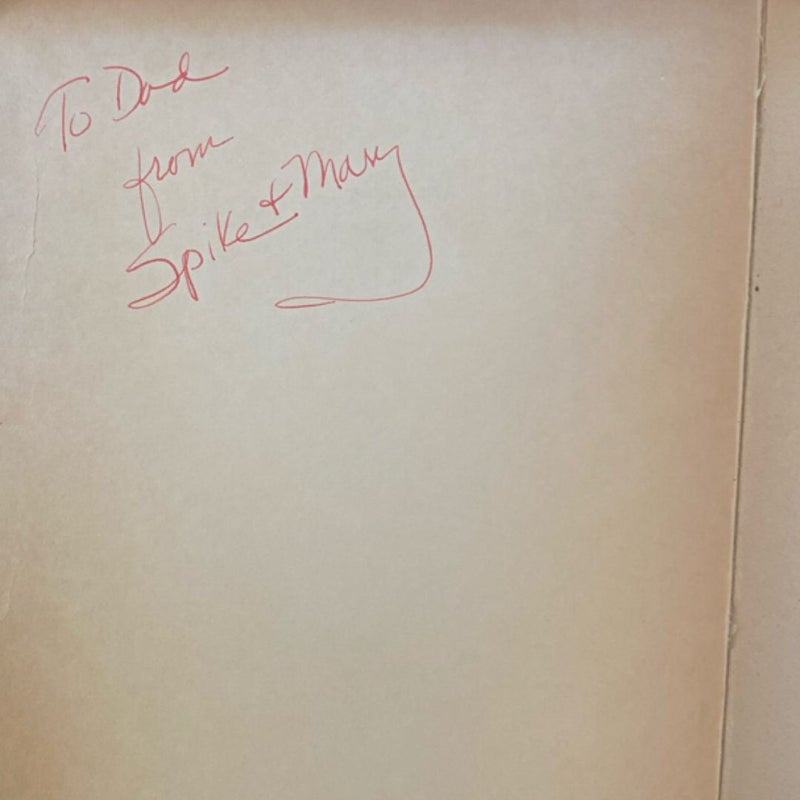 To Dad
from
Spike & Mary